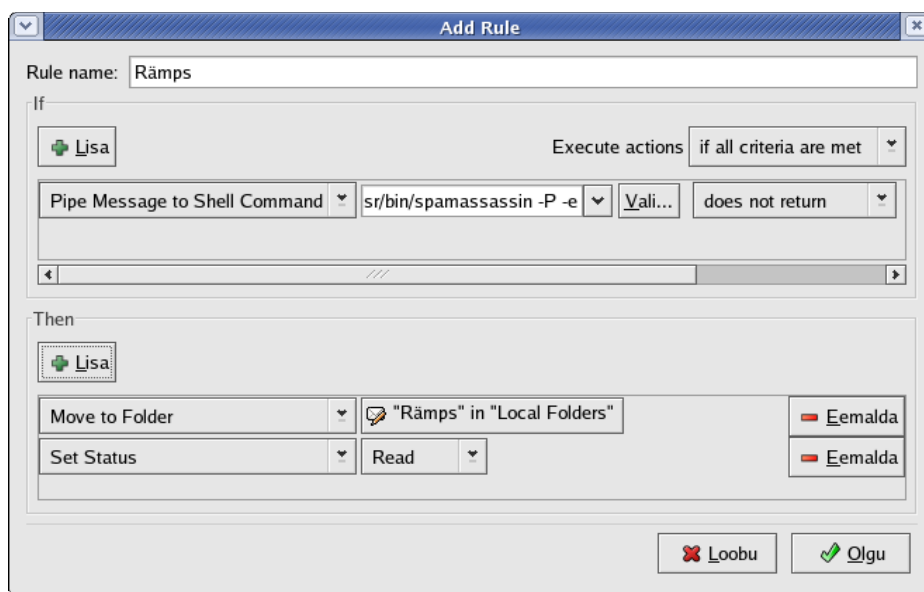 Add Rule
Rule name: Rämps
If
Lisa
Execute actions if all criteria are met
Pipe Message to Shell Command sr/bin/spamassassin -P -e Vali... does not return
Then
Lisa
Move to Folder "Rämps" in "Local Folders" Eemalda
Set Status Read Eemalda
Loobu Olgu